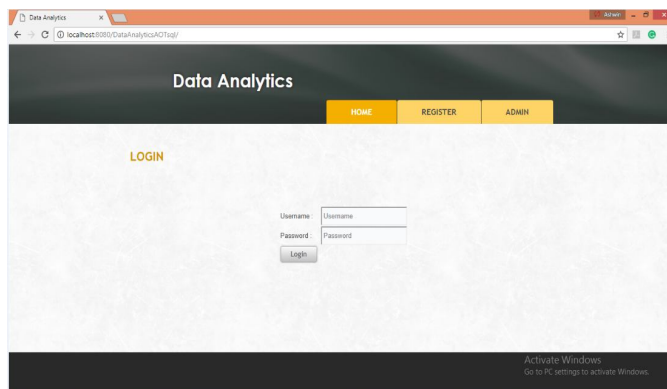 Data Analytics
Ashwin
localhost:8080/DataAnalyticsAOTsql/
Data Analytics
HOME
REGISTER
ADMIN
LOGIN
Username :
Username
Password :
Password
Login
Activate Windows
Go to PC settings to activate Windows.